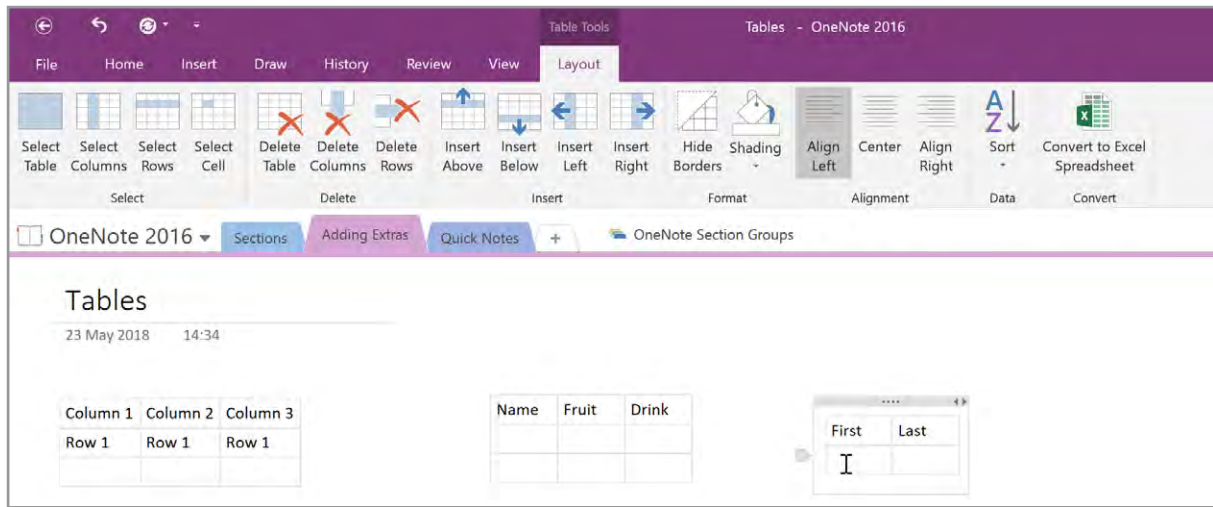 Table Tools
Tables - OneNote 2016
File Home Insert Draw History Review View Layout
Select Table
Select Columns
Select Rows
Select Cell
Delete Table
Delete Columns
Delete Rows
Insert Above
Insert Below
Insert Left
Insert Right
Hide Borders
Shading
Align Left
Center
Align Right
A
Z
Sort
Convert to Excel Spreadsheet
Select Delete Insert Format Alignment Data Convert
OneNote 2016 Sections Adding Extras Quick Notes + OneNote Section Groups
Tables
23 May 2018 14:34
Column 1 Column 2 Column 3
Row 1 Row 1 Row 1
Name Fruit Drink
First Last